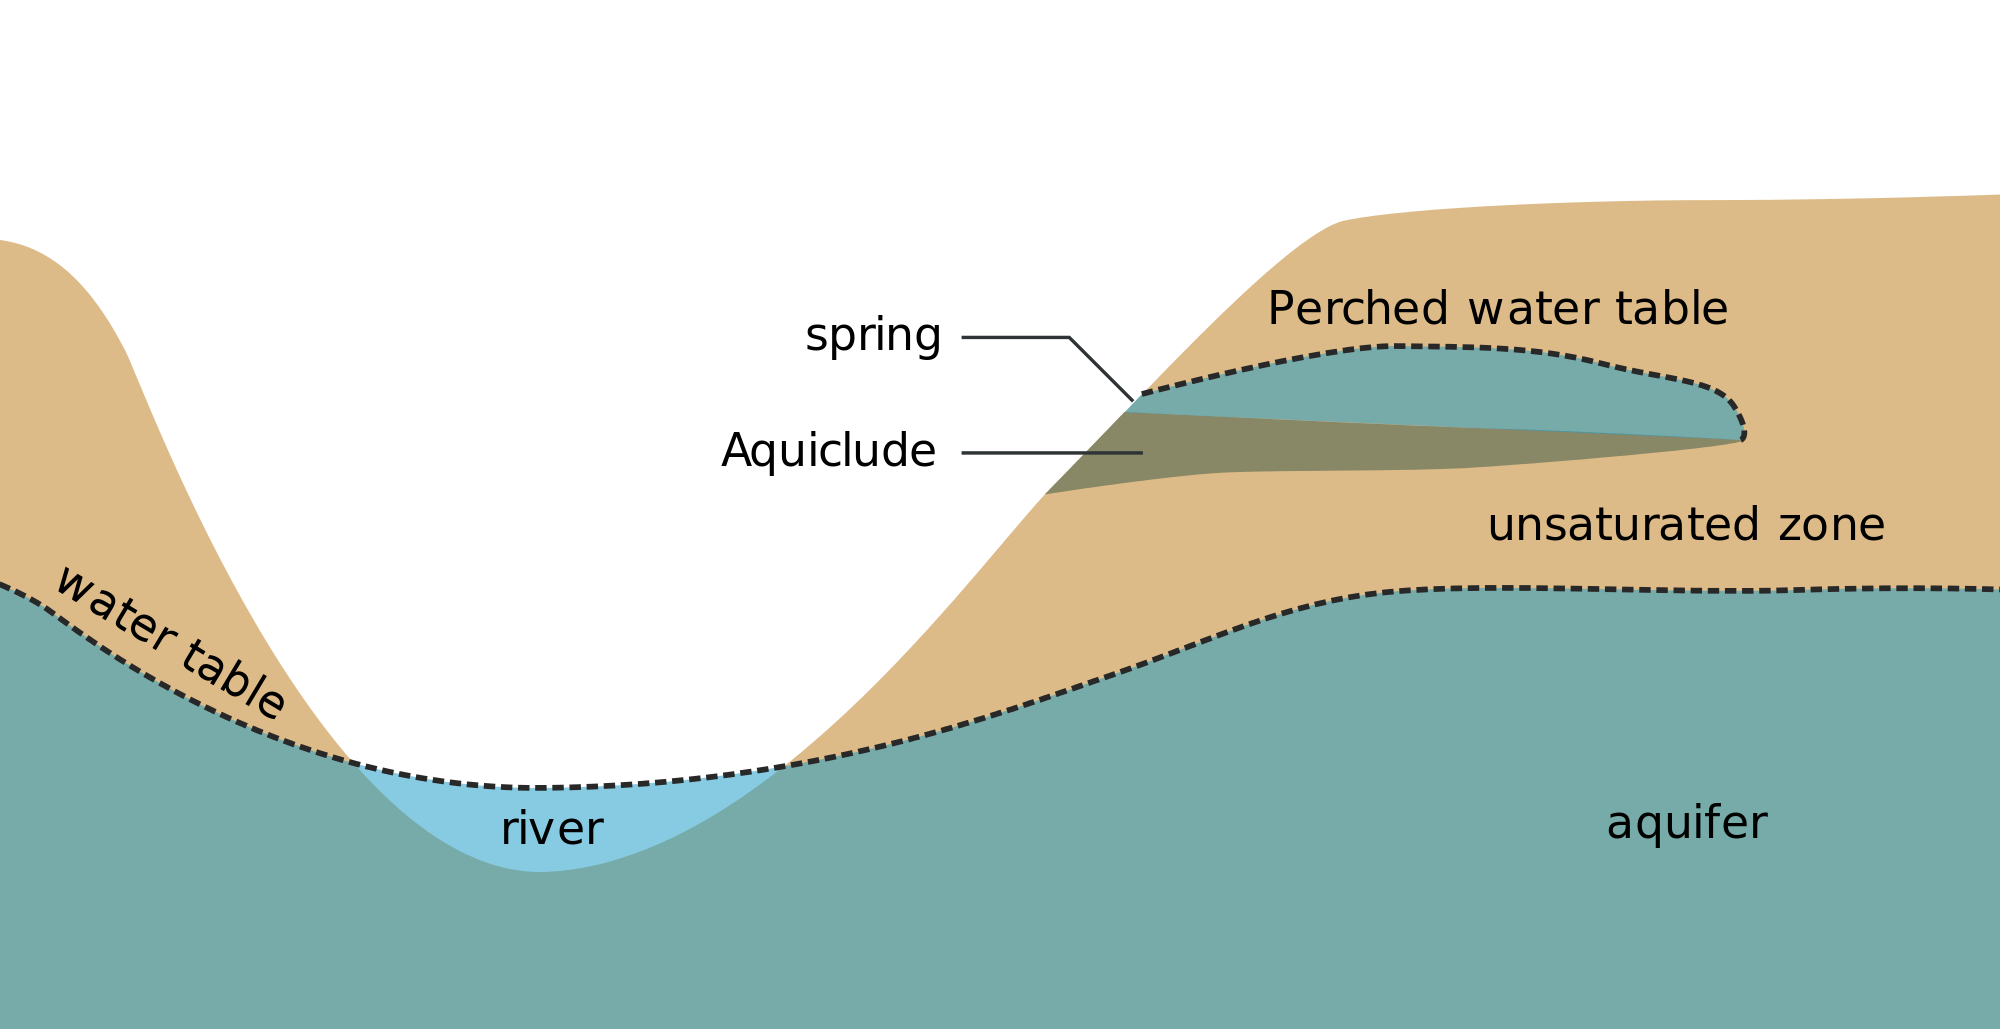 Perched water table
spring
Aquiclude
unsaturated zone
water table
river
aquifer